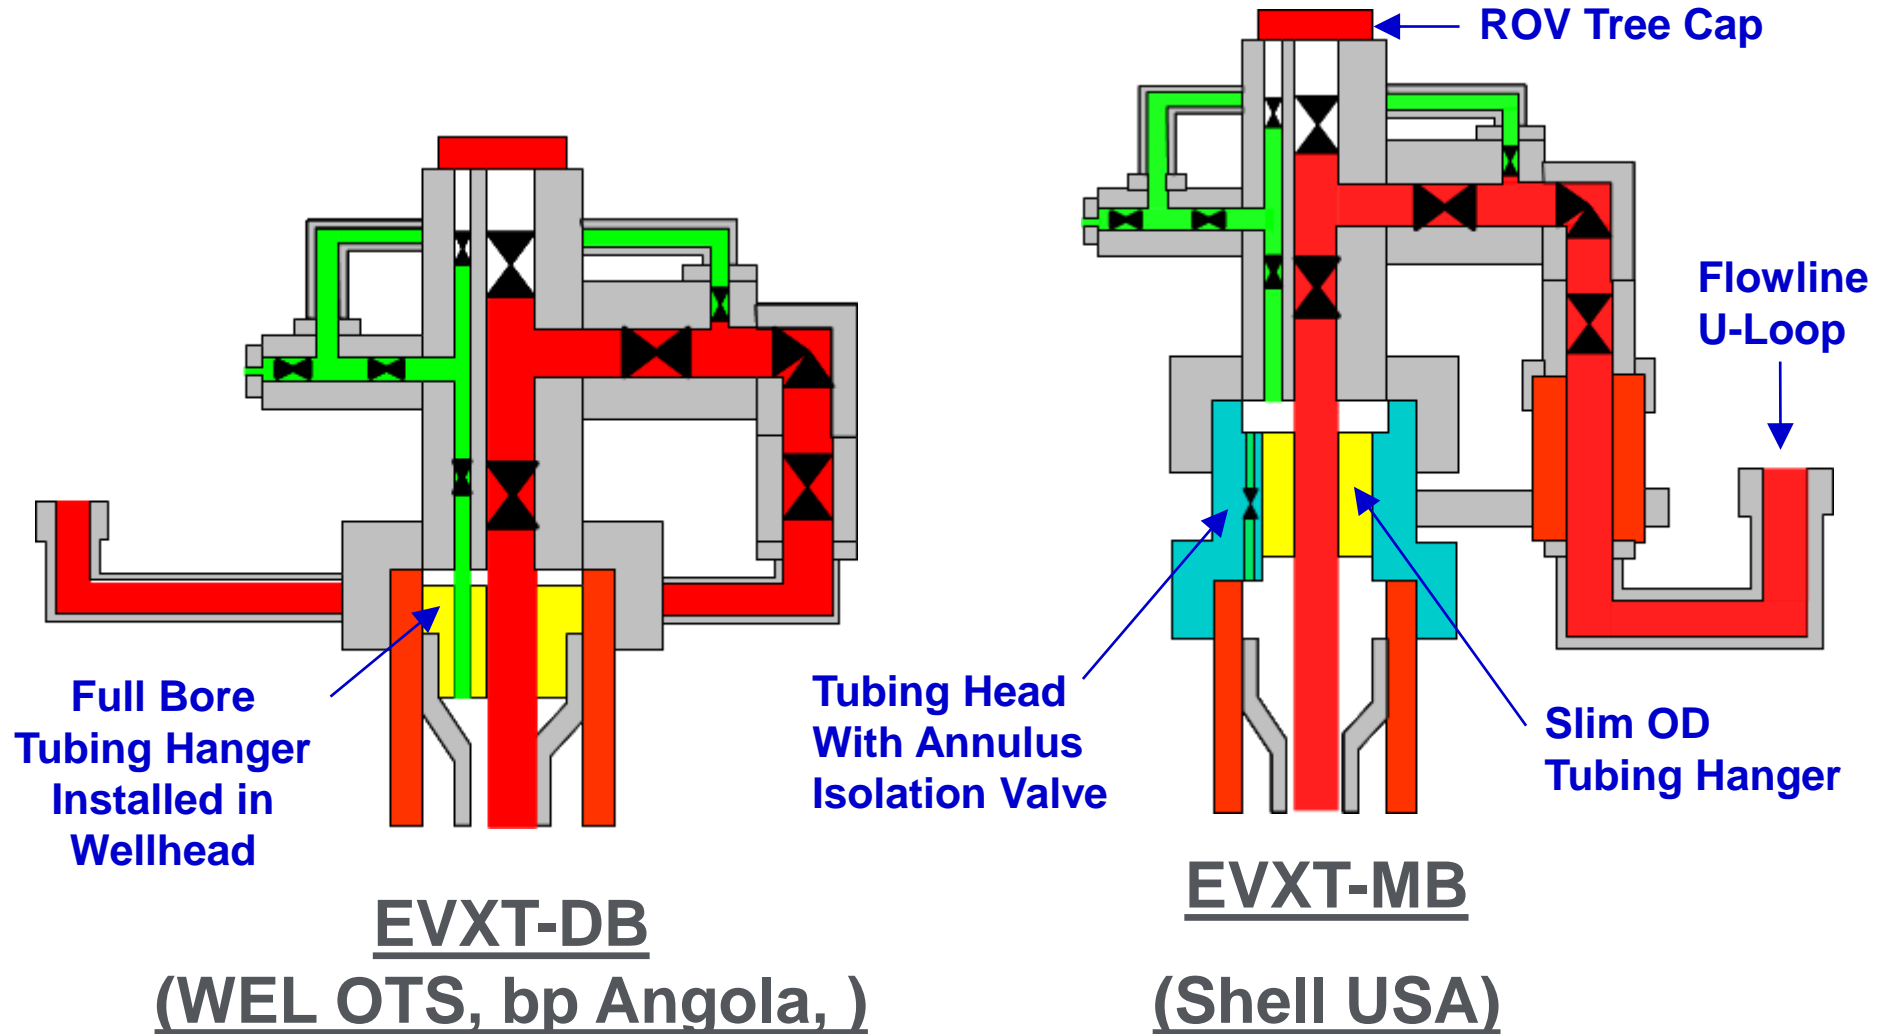 ROV Tree Cap
Flowline
U-Loop
Full Bore
Tubing Hanger
Installed in
Wellhead
Tubing Head
With Annulus
Isolation Valve
Slim OD
Tubing Hanger
EVXT-DB
(WEL OTS, bp Angola, )
EVXT-MB
(Shell USA)